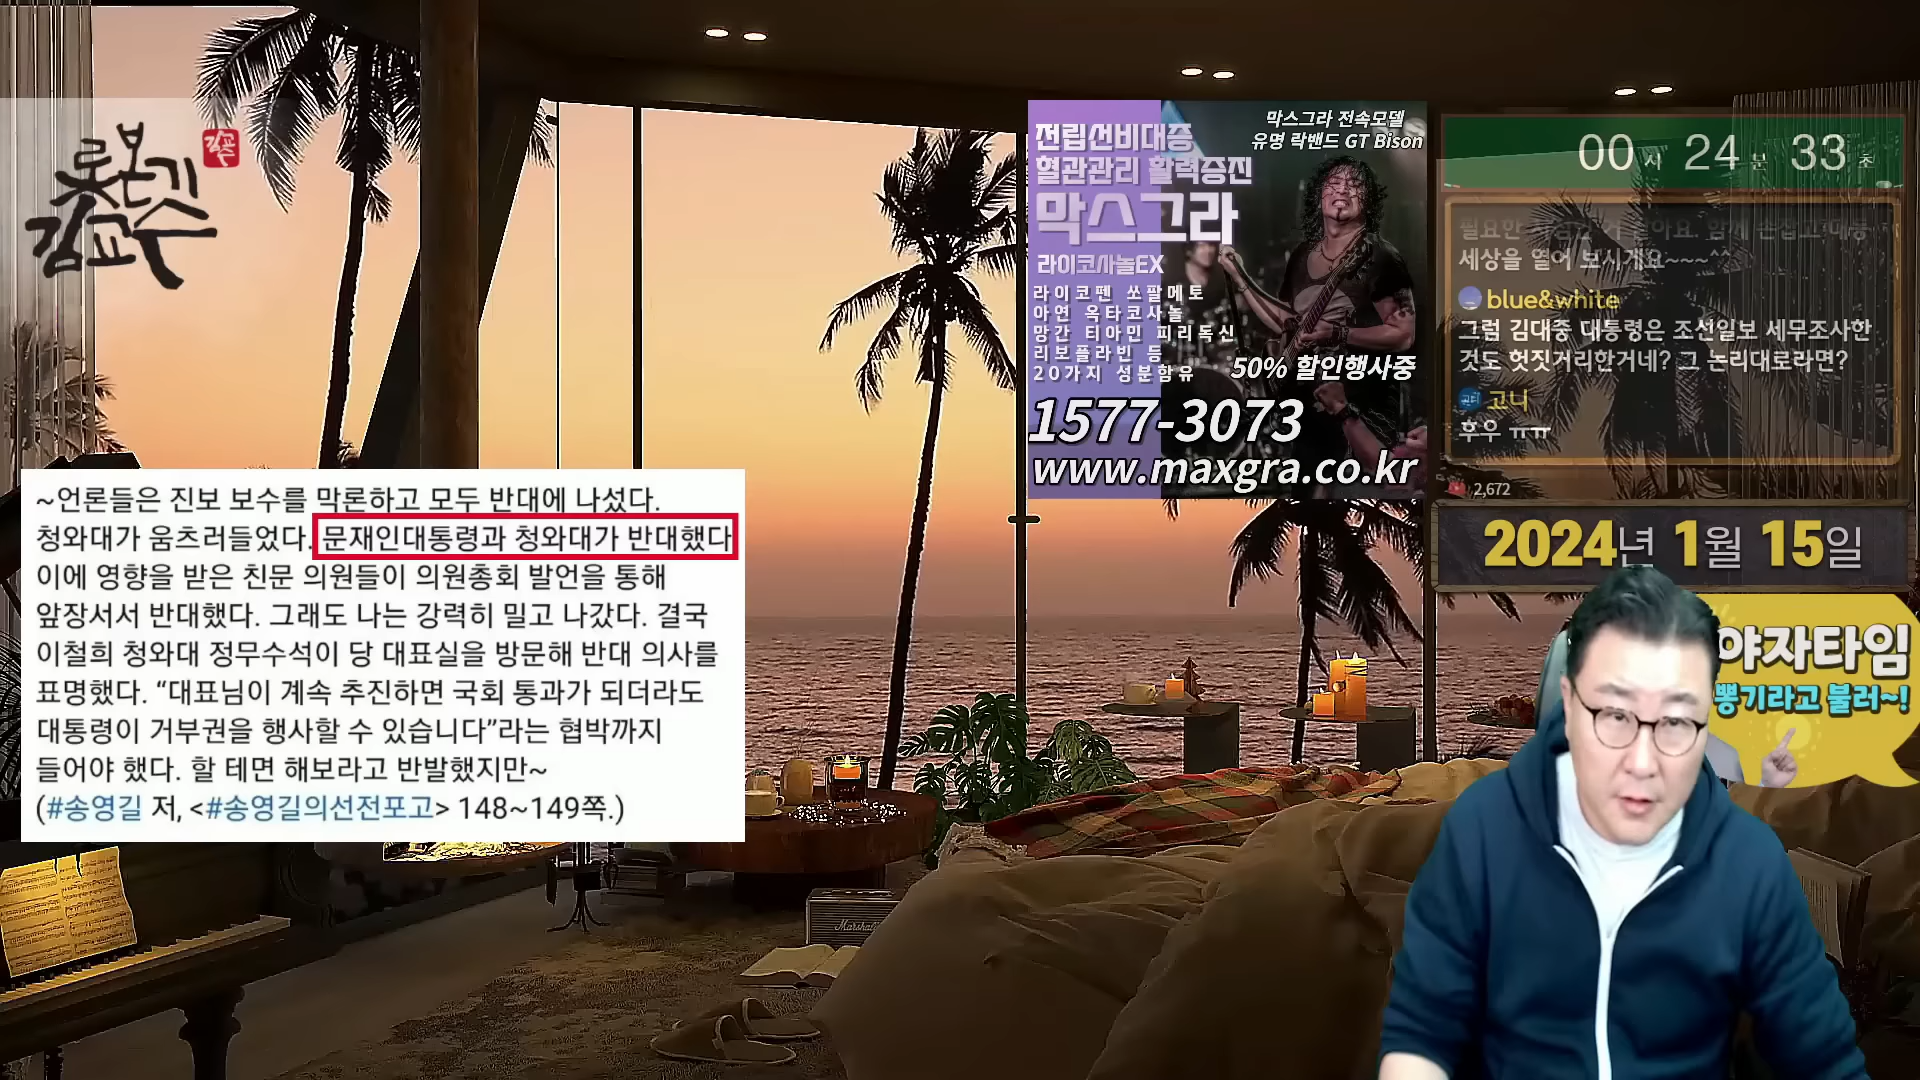 롯본기
김교수
김교수
~언론들은 진보 보수를 막론하고 모두 반대에 나섰다.
청와대가 움츠러들었다. 문재인대통령과 청와대가 반대했다
이에 영향을 받은 친문 의원들이 의원총회 발언을 통해
앞장서서 반대했다. 그래도 나는 강력히 밀고 나갔다. 결국
이철희 청와대 정무수석이 당 대표실을 방문해 반대 의사를
표명했다. “대표님이 계속 추진하면 국회 통과가 되더라도
대통령이 거부권을 행사할 수 있습니다”라는 협박까지
들어야 했다. 할 테면 해보라고 반발했지만~
(#송영길 저, <#송영길의선전포고> 148~149쪽.)
막스그라 전속모델
유명 락밴드 GT Bison
전립선비대증
혈관관리 활력증진
막스그라
라이코사놀EX
라이코펜 쏘팔메토
아연 옥타코사놀
망간 티아민 피리독신
리보플라빈 등
20가지 성분함유
50% 할인행사중
1577-3073
www.maxgra.co.kr
00시 24분 33초
세상을 열어 보시게요~~~^^
blue&white
그럼 김대중 대통령은 조선일보 세무조사한
것도 헛짓거리한거네? 그 논리대로라면?
고니
후우 ㅠㅠ
2,672
2024년 1월 15일
야자타임
뽕기라고 불러~!
Marshall